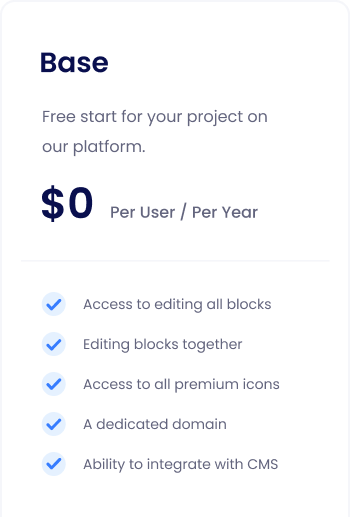 Base
Free start for your project on
our platform.
$0 Per User / Per Year
Access to editing all blocks
Editing blocks together
Access to all premium icons
A dedicated domain
Ability to integrate with CMS